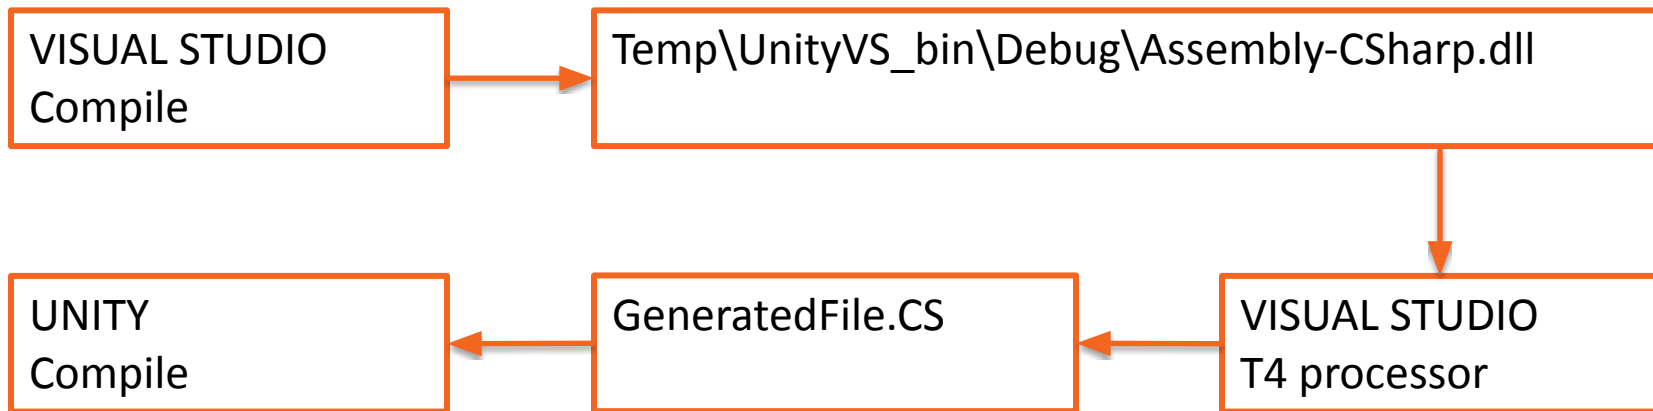 VISUAL STUDIO
Compile
Temp\UnityVS_bin\Debug\Assembly-CSharp.dll
UNITY
Compile
GeneratedFile.CS
VISUAL STUDIO
T4 processor